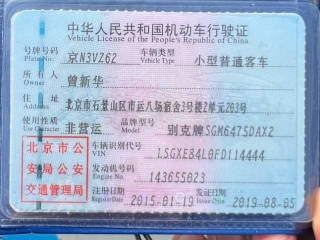 中华人民共和国机动车行驶证
Vehicle License of the People's Republic of China
号牌号码 京N3VZ62 车辆类型 小型普通客车
Plate No. Vehicle Type
所有人 曾新华
Owner
住址 北京市石景山区市运八场宿舍3号楼2单元203号
Address
使用性质 非营运 品牌型号 别克牌SGM6475DAX2
Use Character Model
北京市公安局公安交通管理局
车辆识别代号 LSGXE84L0FD114444
VIN
发动机号码 143655023
Engine No.
注册日期 2015-01-19 发证日期 2019-08-05
Register Date Issue Date